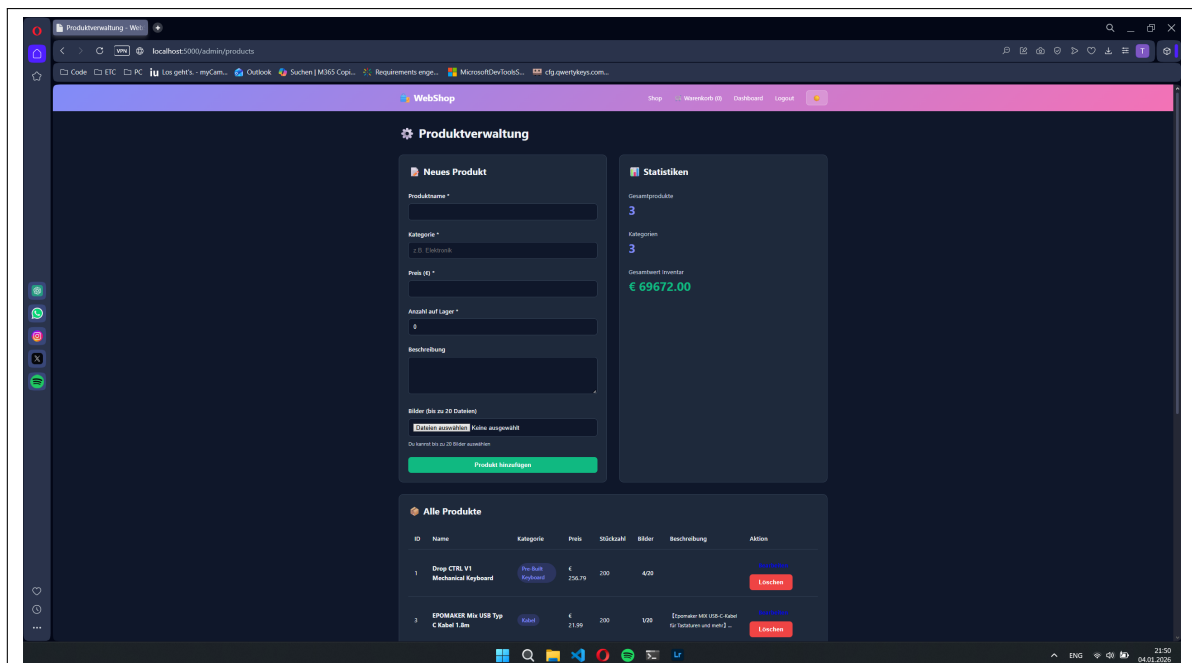 Produktverwaltung - Web
VPN
localhost:5000/admin/products
T
Code ETC PC Los geht's. - myCam... Outlook Suchen | M365 Copi... Requirements enge... MicrosoftDevToolsS... cfg.qwertykeys.com...
WebShop
Shop Warenkorb (0) Dashboard Logout
Produktverwaltung
Neues Produkt
Produktname *
Kategorie *
z.B. Elektronik
Preis (€) *
Anzahl auf Lager *
0
Beschreibung
Bilder (bis zu 20 Dateien)
Dateien auswählen Keine ausgewählt
Du kannst bis zu 20 Bilder auswählen
Produkt hinzufügen
Statistiken
Gesamtprodukte
3
Kategorien
3
Gesamtwert Inventar
€ 69672.00
Alle Produkte
ID Name Kategorie Preis Stückzahl Bilder Beschreibung Aktion
1 Drop CTRL V1 Mechanical Keyboard Pre-Built Keyboard € 256.79 200 4/20
Löschen
3 EPOMAKER Mix USB Typ C Kabel 1.8m Kabel € 21.99 200 1/20 【Epomaker MIX USB-C-Kabel für Tastaturen und mehr】 ...
Löschen
Lr
ENG
21:50
04.01.2026